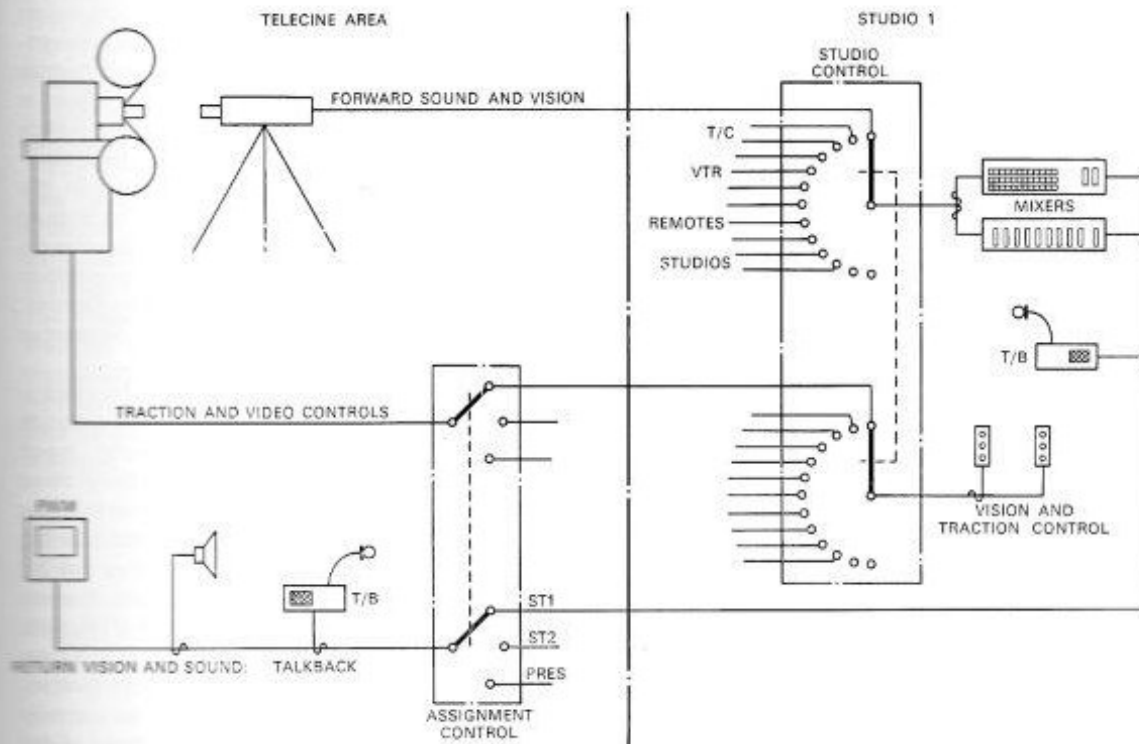 TELECINE AREA
STUDIO 1
STUDIO
CONTROL
FORWARD SOUND AND VISION
T/C
VTR
REMOTES
STUDIOS
MIXERS
T/B
TRACTION AND VIDEO CONTROLS
VISION AND
TRACTION CONTROL
T/B
ST1
ST2
PRES
RETURN VISION AND SOUND
TALKBACK
ASSIGNMENT
CONTROL